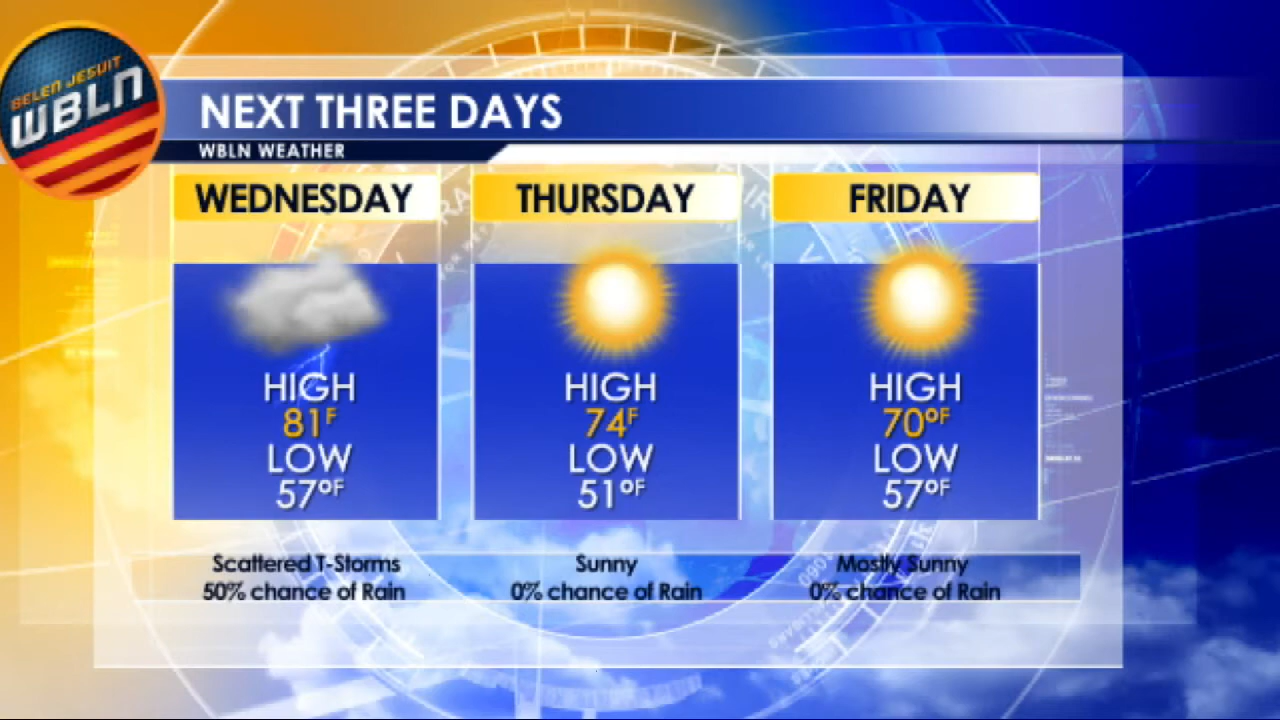 BELEN JESUIT
WBLN
NEXT THREE DAYS
WBLN WEATHER
WEDNESDAY
HIGH
81F
LOW
57ºF
Scattered T-Storms
50% chance of Rain
THURSDAY
HIGH
74F
LOW
51ºF
Sunny
0% chance of Rain
FRIDAY
HIGH
70ºF
LOW
57ºF
Mostly Sunny
0% chance of Rain